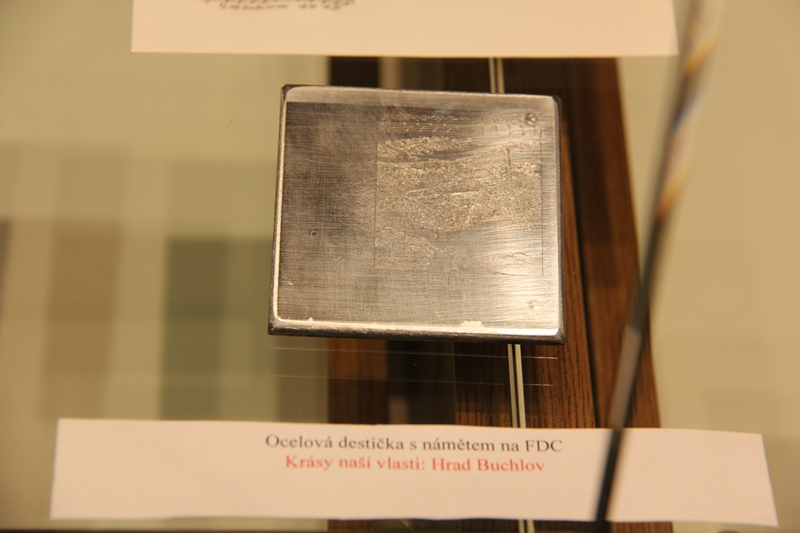 Ocelová destička s námětem na FDC
Krásy naší vlasti: Hrad Buchlov